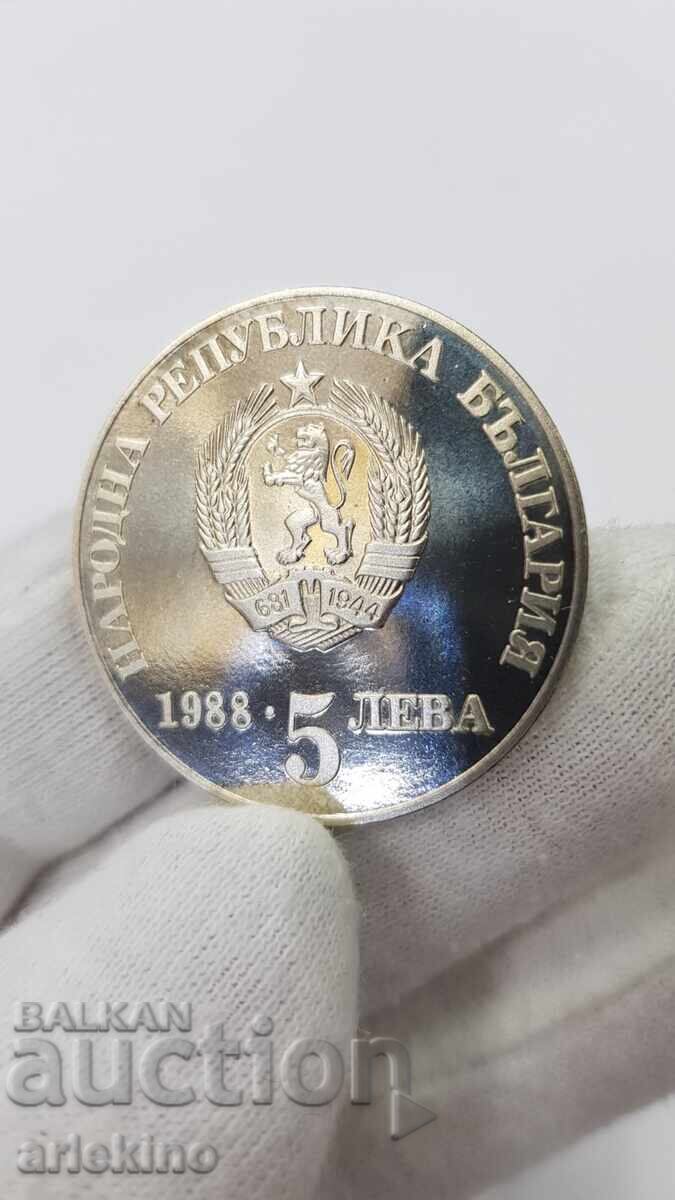 НАРОДНА РЕПУБЛИКА БЪЛГАРИЯ
681 1944
1988 · 5 ЛЕВА
BALKAN
auction
arlekino